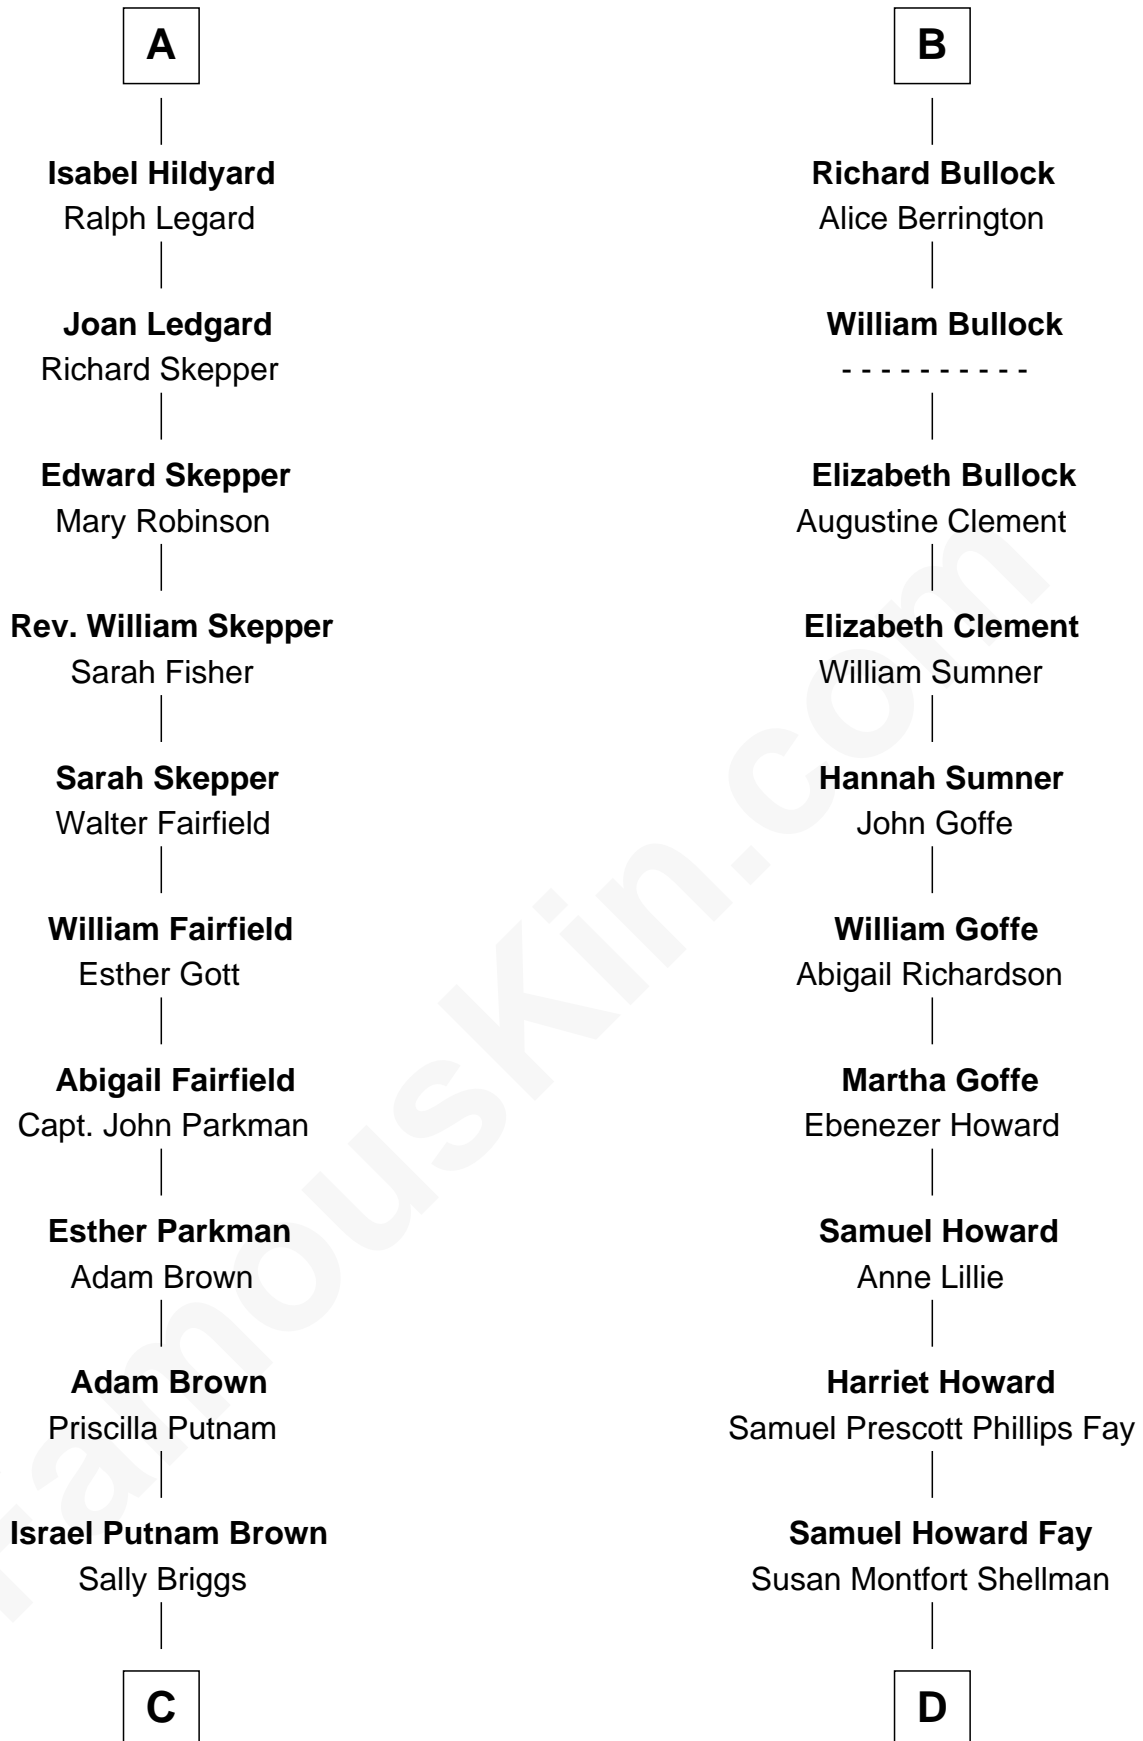 A
Isabel Hildyard
Ralph Legard
Joan Ledgard
Richard Skepper
Edward Skepper
Mary Robinson
Rev. William Skepper
Sarah Fisher
Sarah Skepper
Walter Fairfield
William Fairfield
Esther Gott
Abigail Fairfield
Capt. John Parkman
Esther Parkman
Adam Brown
Adam Brown
Priscilla Putnam
Israel Putnam Brown
Sally Briggs
C
B
Richard Bullock
Alice Berrington
William Bullock
- - - - - - - - - -
Elizabeth Bullock
Augustine Clement
Elizabeth Clement
William Sumner
Hannah Sumner
John Goffe
William Goffe
Abigail Richardson
Martha Goffe
Ebenezer Howard
Samuel Howard
Anne Lillie
Harriet Howard
Samuel Prescott Phillips Fay
Samuel Howard Fay
Susan Montfort Shellman
D
FamousKin.com